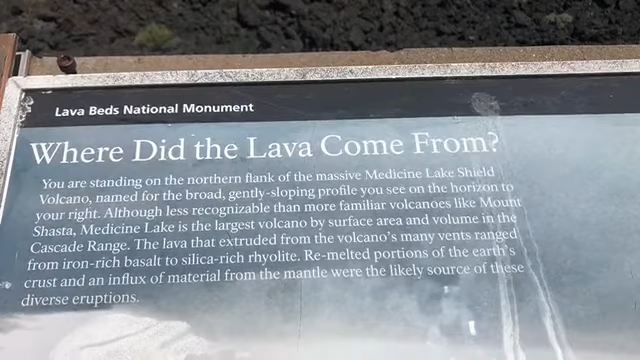 Lava Beds National Monument
Where Did the Lava Come From?
You are standing on the northern flank of the massive Medicine Lake Shield
Volcano, named for the broad, gently-sloping profile you see on the horizon to
your right. Although less recognizable than more familiar volcanoes like Mount
Shasta, Medicine Lake is the largest volcano by surface area and volume in the
Cascade Range. The lava that extruded from the volcano's many vents ranged
from iron-rich basalt to silica-rich rhyolite. Re-melted portions of the earth's
crust and an influx of material from the mantle were the likely source of these
diverse eruptions.